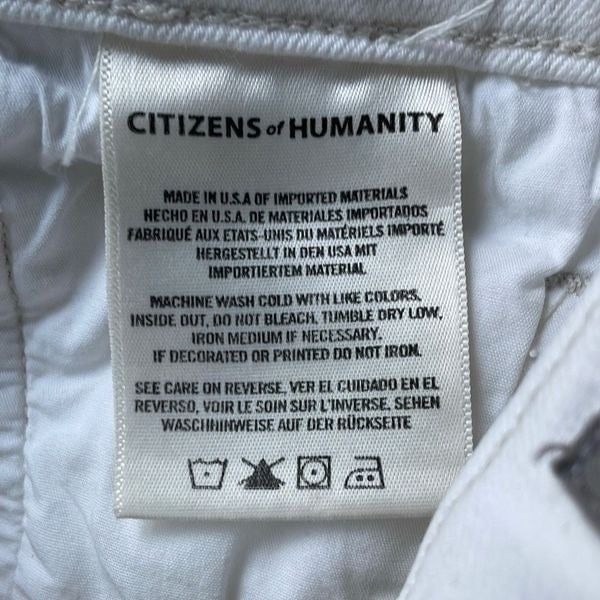 CITIZENS of HUMANITY
MADE IN U.S.A OF IMPORTED MATERIALS
HECHO EN U.S.A. DE MATERIALES IMPORTADOS
FABRIQUÉ AUX ETATS-UNIS DU MATÉRIELS IMPORTÉ
HERGESTELLT IN DEN USA MIT
IMPORTIERTEM MATERIAL
MACHINE WASH COLD WITH LIKE COLORS,
INSIDE OUT, DO NOT BLEACH, TUMBLE DRY LOW,
IRON MEDIUM IF NECESSARY.
IF DECORATED OR PRINTED DO NOT IRON.
SEE CARE ON REVERSE, VER EL CUIDADO EN EL
REVERSO, VOIR LE SOIN SUR L'INVERSE, SEHEN
WASCHHINWEISE AUF DER RÜCKSEITE